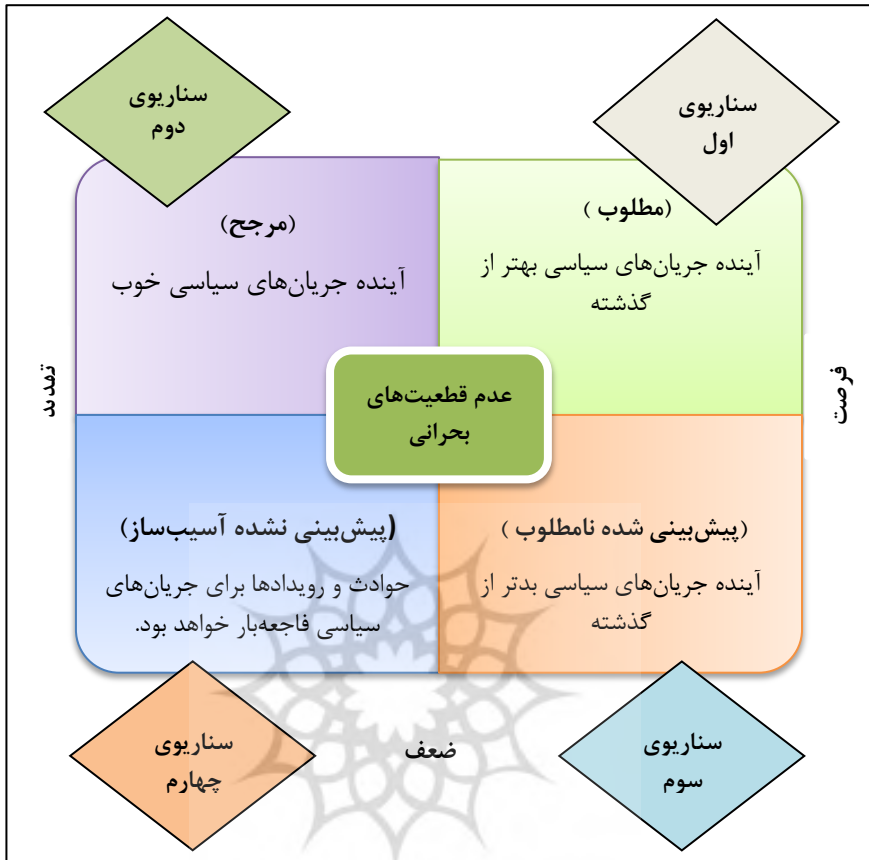 سناریوی
اول
سناریوی
دوم
(مطلوب )
آینده جریان‌های سیاسی بهتر از
گذشته
(مرجح)
آینده جریان‌های سیاسی خوب
فرصت
تهدید
عدم قطعیت‌های
بحرانی
(پیش‌بینی شده نامطلوب )
آینده جریان‌های سیاسی بدتر از
گذشته
(پیش‌بینی نشده آسیب‌ساز)
حوادث و رویدادها برای جریان‌های
سیاسی فاجعه‌بار خواهد بود.
سناریوی
سوم
ضعف
سناریوی
چهارم